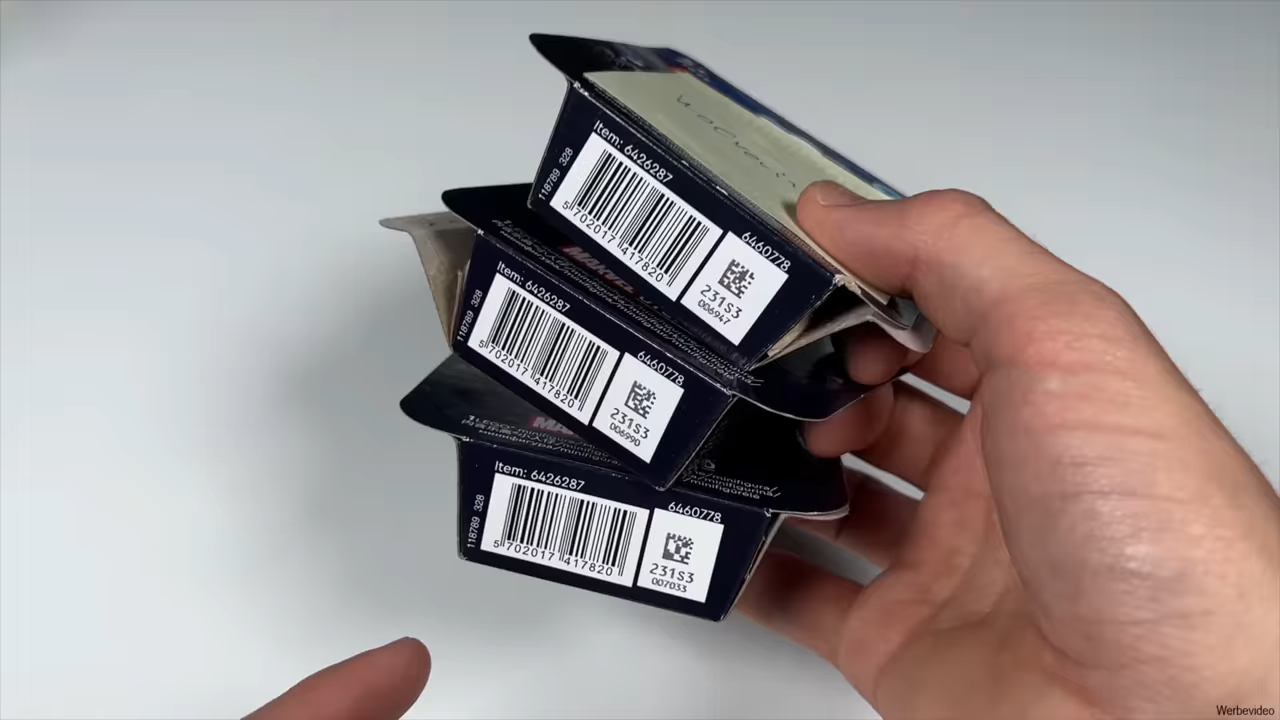 Item: 6426287
118789 328
5 702017 417820
6460778
231S3
006947
MARVEL
Item: 6426287
118789 328
5 702017 417820
6460778
231S3
006990
Item: 6426287
118789 328
5 702017 417820
6460778
231S3
007033
Werbevideo